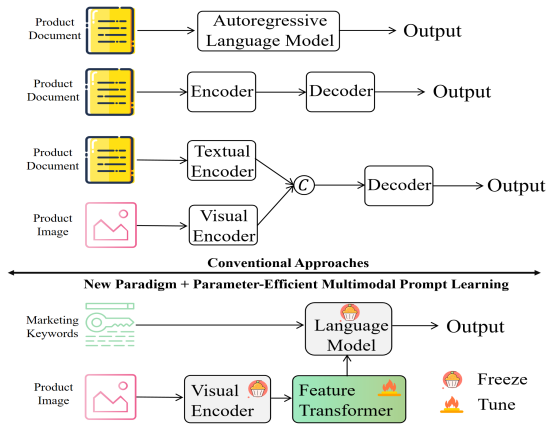 Product
Document
Autoregressive
Language Model
Output
Product
Document
Encoder
Decoder
Output
Product
Document
Textual
Encoder
C
Decoder
Output
Product
Image
Visual
Encoder
Conventional Approaches
New Paradigm + Parameter-Efficient Multimodal Prompt Learning
Marketing
Keywords
Language
Model
Output
Product
Image
Visual
Encoder
Feature
Transformer
Freeze
Tune